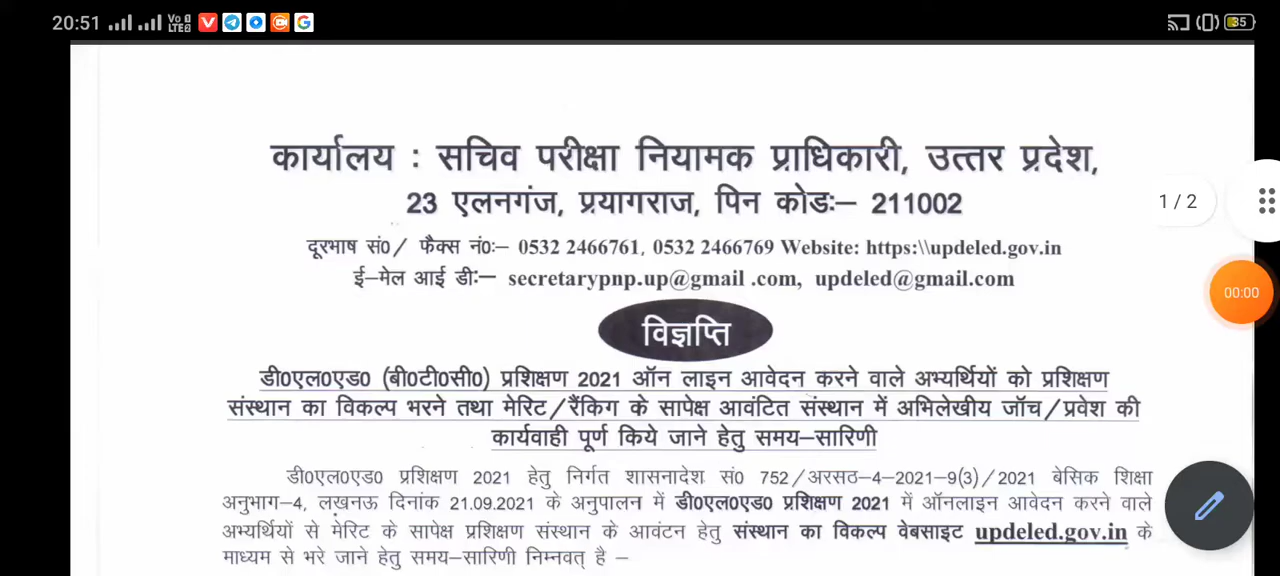 20:51 Vo LTE2 V G 35
कार्यालय : सचिव परीक्षा नियामक प्राधिकारी, उत्तर प्रदेश,
23 एलनगंज, प्रयागराज, पिन कोडः– 211002
1 / 2
दूरभाष सं0/ फैक्स नं0ः– 0532 2466761, 0532 2466769 Website: https:\\updeled.gov.in
ई–मेल आई डीः– secretarypnp.up@gmail .com, updeled@gmail.com
00:00
विज्ञप्ति
डी0एल0एड0 (बी0टी0सी0) प्रशिक्षण 2021 ऑन लाइन आवेदन करने वाले अभ्यर्थियों को प्रशिक्षण
संस्थान का विकल्प भरने तथा मेरिट/रैंकिग के सापेक्ष आवंटित संस्थान में अभिलेखीय जॉच/प्रवेश की
कार्यवाही पूर्ण किये जाने हेतु समय–सारिणी
डी0एल0एड0 प्रशिक्षण 2021 हेतु निर्गत शासनादेश सं0 752/अरसठ–4–2021–9(3)/2021 बेसिक शिक्षा
अनुभाग–4, लखनऊ दिनांक 21.09.2021 के अनुपालन में डी0एल0एड0 प्रशिक्षण 2021 में ऑनलाइन आवेदन करने वाले
अभ्यर्थियों से मेरिट के सापेक्ष प्रशिक्षण संस्थान के आवंटन हेतु संस्थान का विकल्प वेबसाइट updeled.gov.in के
माध्यम से भरे जाने हेतु समय–सारिणी निम्नवत् है –